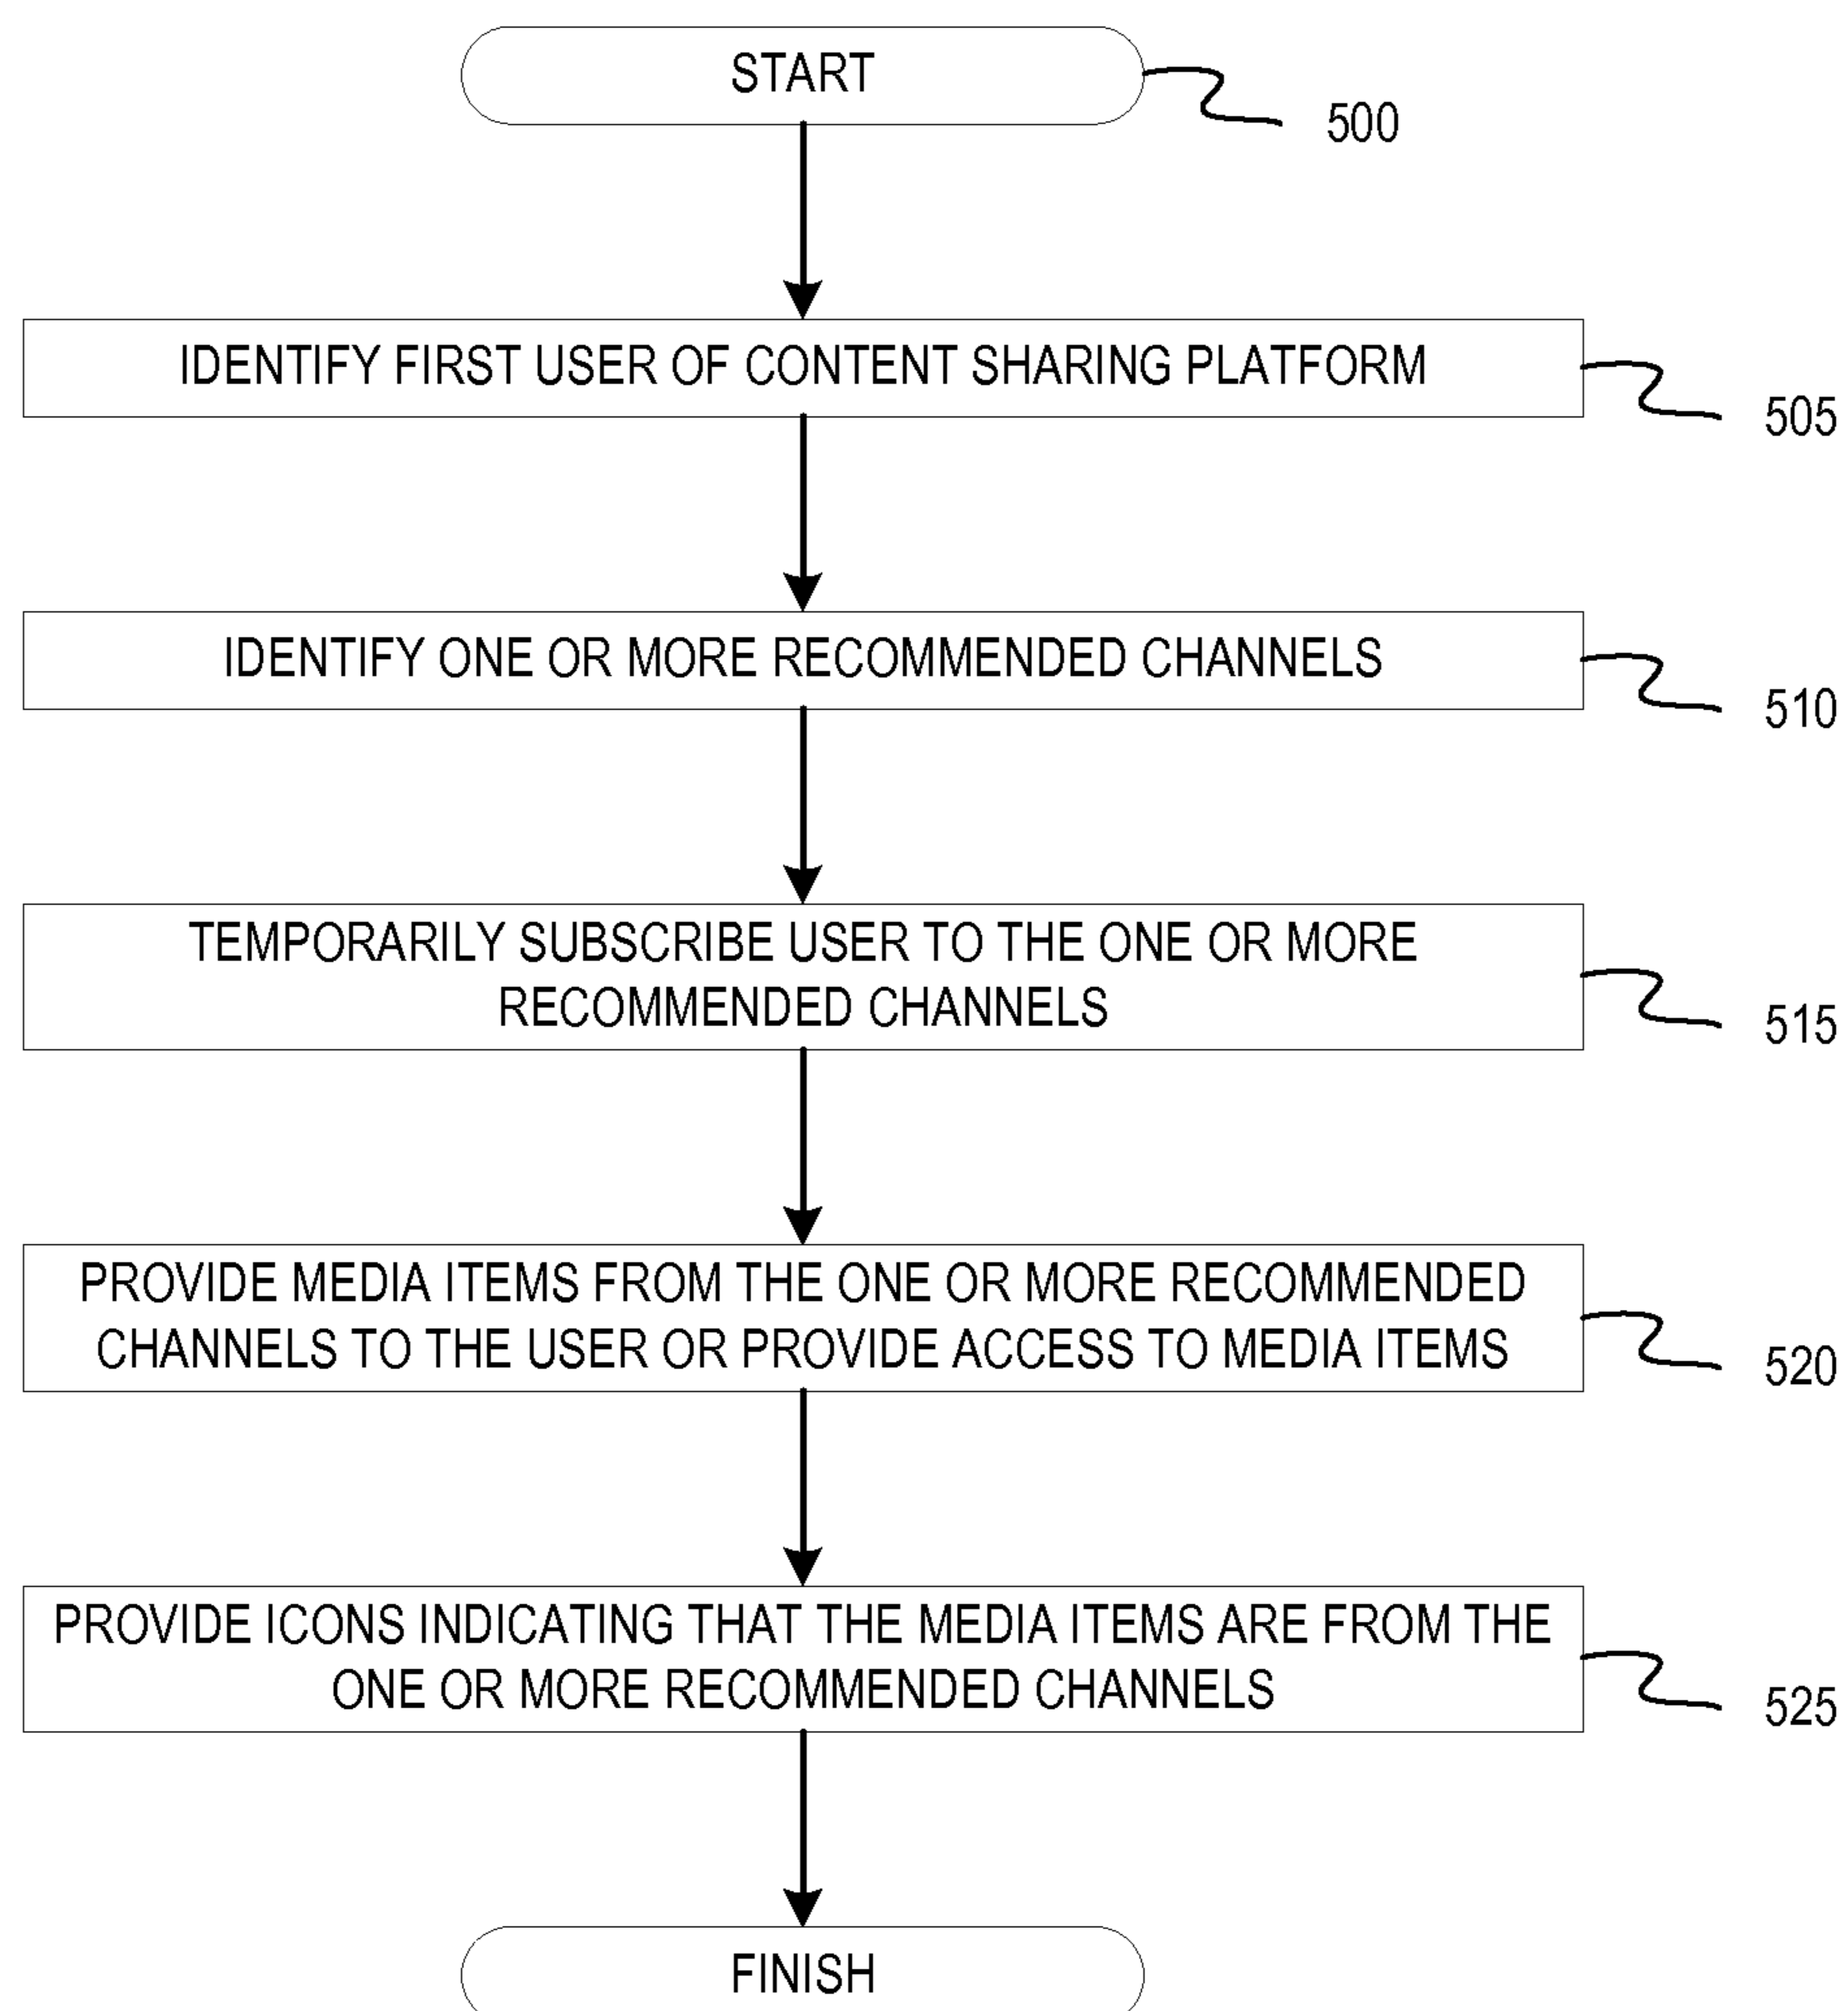 START
500
IDENTIFY FIRST USER OF CONTENT SHARING PLATFORM
505
IDENTIFY ONE OR MORE RECOMMENDED CHANNELS
510
TEMPORARILY SUBSCRIBE USER TO THE ONE OR MORE
RECOMMENDED CHANNELS
515
PROVIDE MEDIA ITEMS FROM THE ONE OR MORE RECOMMENDED
CHANNELS TO THE USER OR PROVIDE ACCESS TO MEDIA ITEMS
520
PROVIDE ICONS INDICATING THAT THE MEDIA ITEMS ARE FROM THE
ONE OR MORE RECOMMENDED CHANNELS
525
FINISH